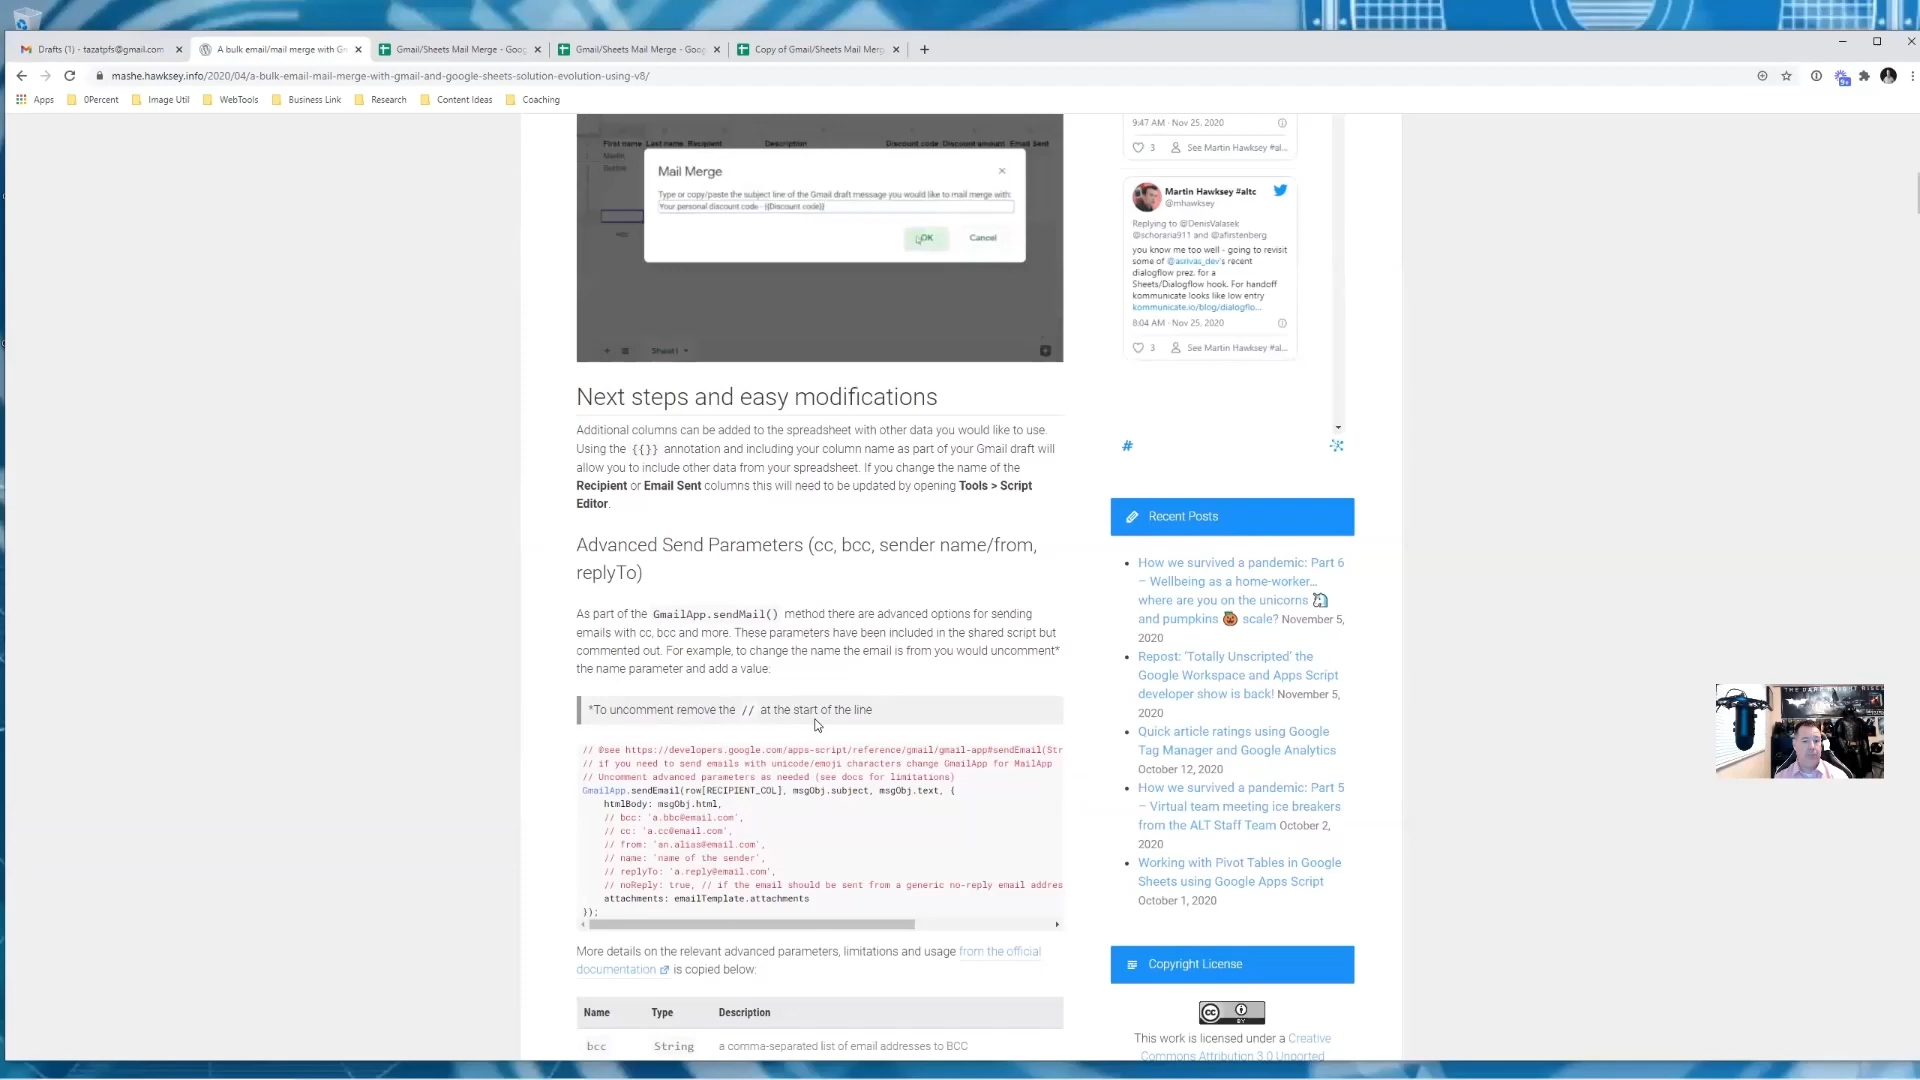 Drafts (1) - tazatpfs@gmail.com
A bulk email/mail merge with G
Gmail/Sheets Mail Merge - Goog
Gmail/Sheets Mail Merge - Goog
Copy of Gmail/Sheets Mail Merg
mashe.hawksey.info/2020/04/a-bulk-email-mail-merge-with-gmail-and-google-sheets-solution-evolution-using-v8/
Apps
0Percent
Image Util
WebTools
Business Link
Research
Content Ideas
Coaching
First name Last name Recipient Description Discount code Discount amount Email Sent
Mail Merge
Type or copy/paste the subject line of the Gmail draft message you would like to mail merge with:
Your personal discount code - {{Discount code}}
OK
Cancel
Sheet1
Next steps and easy modifications
Additional columns can be added to the spreadsheet with other data you would like to use.
Using the {{}} annotation and including your column name as part of your Gmail draft will
allow you to include other data from your spreadsheet. If you change the name of the
Recipient or Email Sent columns this will need to be updated by opening Tools > Script
Editor.
Advanced Send Parameters (cc, bcc, sender name/from,
replyTo)
As part of the GmailApp.sendMail() method there are advanced options for sending
emails with cc, bcc and more. These parameters have been included in the shared script but
commented out. For example, to change the name the email is from you would uncomment*
the name parameter and add a value:
*To uncomment remove the // at the start of the line
// @see https://developers.google.com/apps-script/reference/gmail/gmail-app#sendEmail(Str
// if you need to send emails with unicode/emoji characters change GmailApp for MailApp
// Uncomment advanced parameters as needed (see docs for limitations)
GmailApp.sendEmail(row[RECIPIENT_COL], msgObj.subject, msgObj.text, {
htmlBody: msgObj.html,
// bcc: 'a.bbc@email.com',
// cc: 'a.cc@email.com',
// from: 'an.alias@email.com',
// name: 'name of the sender',
// replyTo: 'a.reply@email.com',
// noReply: true, // if the email should be sent from a generic no-reply email addres
attachments: emailTemplate.attachments
});
More details on the relevant advanced parameters, limitations and usage from the official
documentation is copied below:
Name Type Description
bcc String a comma-separated list of email addresses to BCC
9:47 AM · Nov 25, 2020
3 See Martin Hawksey #al...
Martin Hawksey #altc
@mhawksey
Replying to @DenisValasek
@schoraria911 and @afirstenberg
you know me too well - going to revisit
some of @asrivas_dev's recent
dialogflow prez. for a
Sheets/Dialogflow hook. For handoff
kommunicate looks like low entry
kommunicate.io/blog/dialogflo...
8:04 AM · Nov 25, 2020
3 See Martin Hawksey #al...
#
Recent Posts
How we survived a pandemic: Part 6
– Wellbeing as a home-worker…
where are you on the unicorns 🦄
and pumpkins 🎃 scale? November 5,
2020
Repost: ‘Totally Unscripted’ the
Google Workspace and Apps Script
developer show is back! November 5,
2020
Quick article ratings using Google
Tag Manager and Google Analytics
October 12, 2020
How we survived a pandemic: Part 5
– Virtual team meeting ice breakers
from the ALT Staff Team October 2,
2020
Working with Pivot Tables in Google
Sheets using Google Apps Script
October 1, 2020
Copyright License
cc
BY
This work is licensed under a Creative
Commons Attribution 3.0 Unported
THE DARK KNIGHT RISES